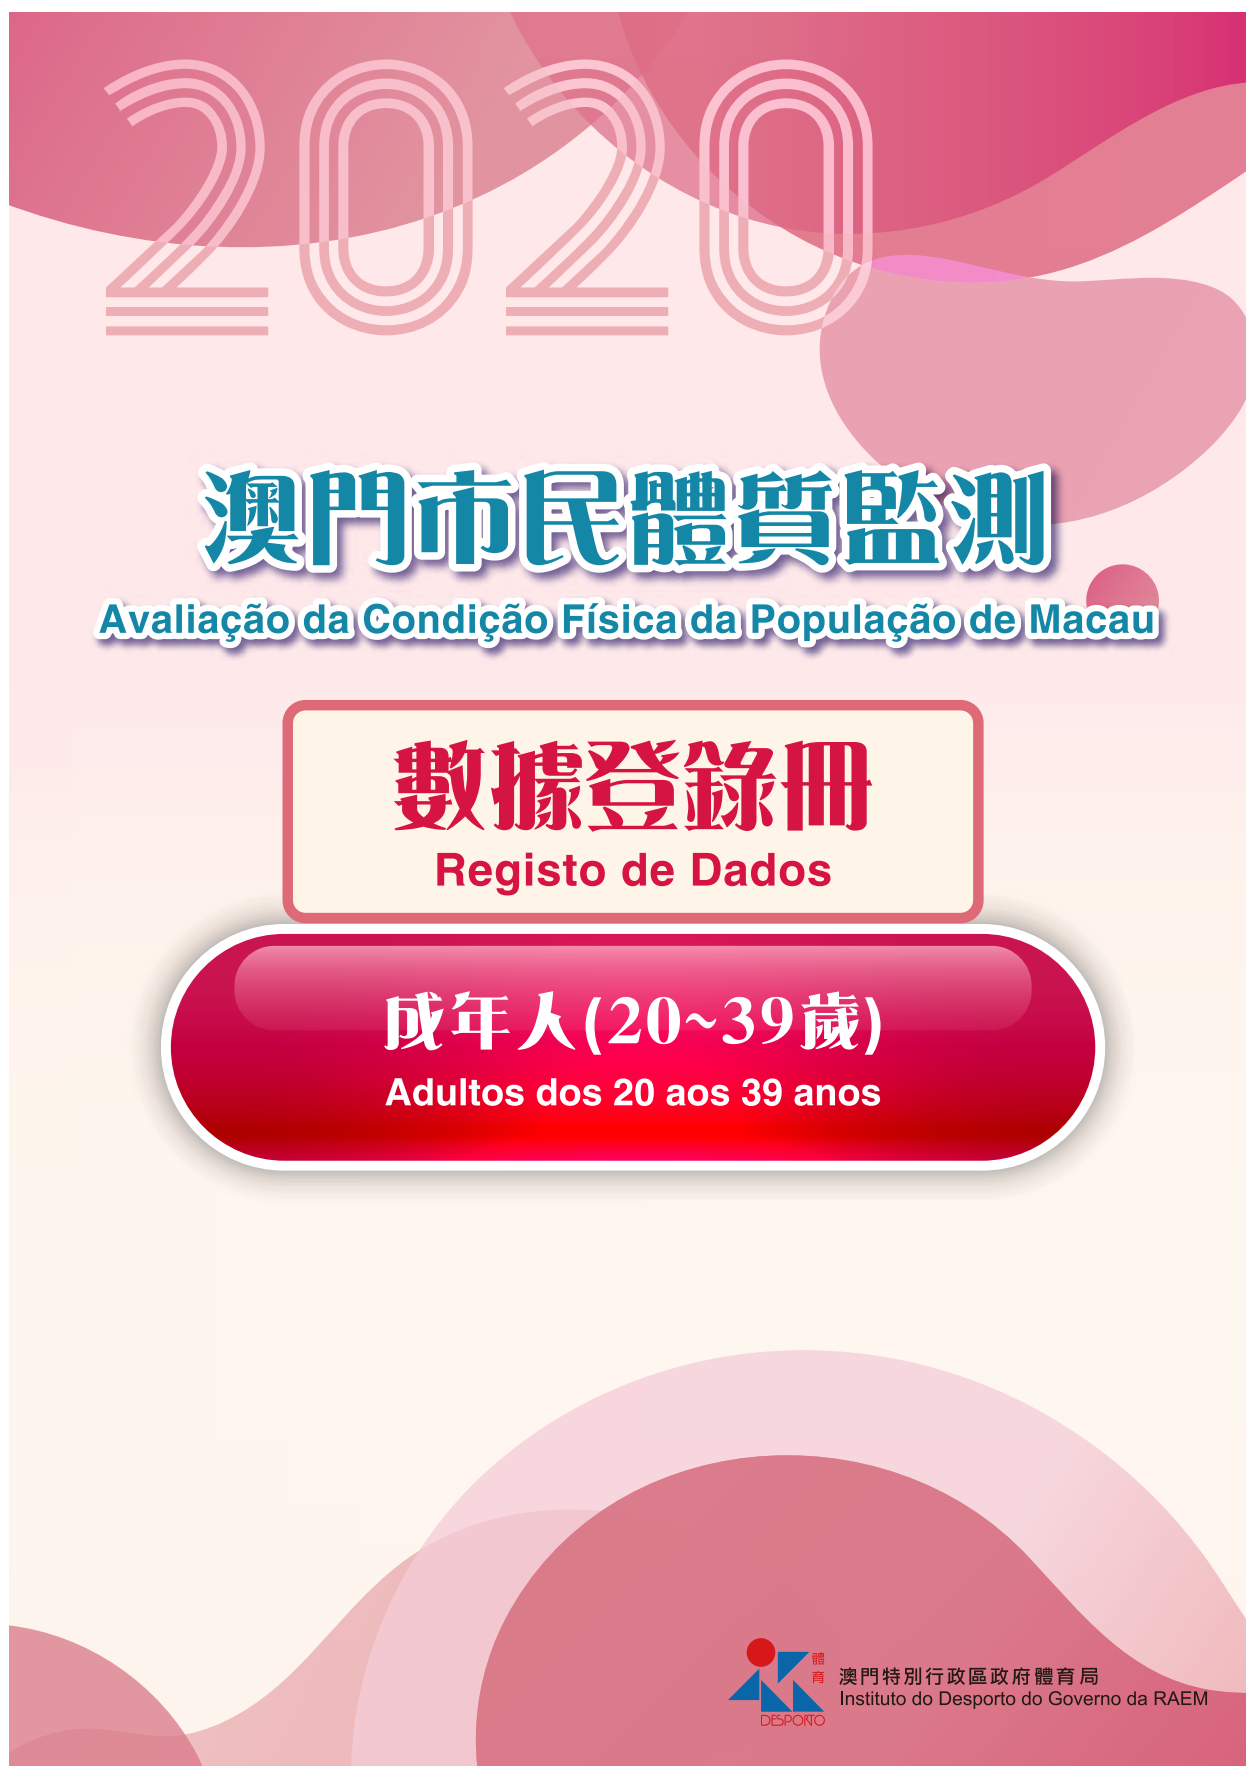 2020
澳門市民體質監測
Avaliação da Condição Física da População de Macau
數據登錄冊
Registo de Dados
成年人(20~39歲)
Adultos dos 20 aos 39 anos
體育
DESPORTO
澳門特別行政區政府體育局
Instituto do Desporto do Governo da RAEM